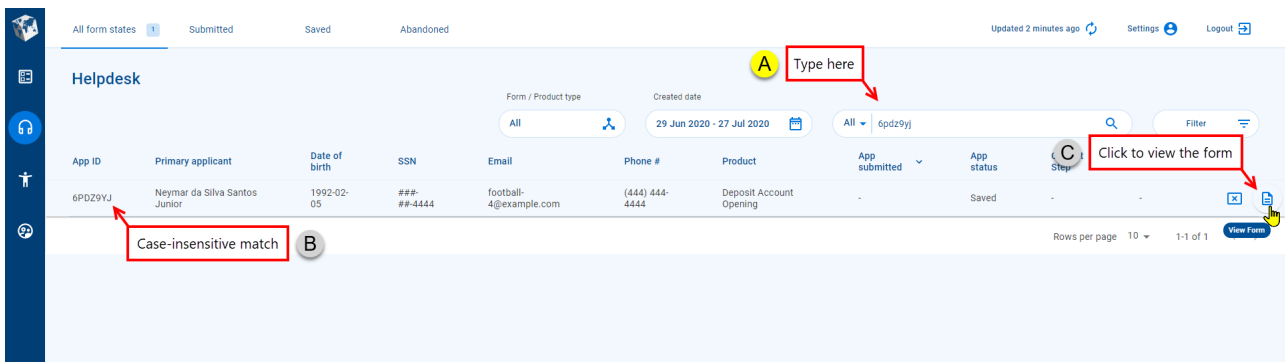 All form states 1 Submitted Saved Abandoned Updated 2 minutes ago Settings Logout
Helpdesk
A Type here
Form / Product type Created date
All 29 Jun 2020 - 27 Jul 2020 All 6pdz9yj Filter
C Click to view the form
App ID Primary applicant Date of birth SSN Email Phone # Product App submitted App status Step
6PDZ9YJ Neymar da Silva Santos Junior 1992-02-05 ###-##-4444 football-4@example.com (444) 444-4444 Deposit Account Opening - Saved - -
Case-insensitive match B
View Form
Rows per page 10 1-1 of 1